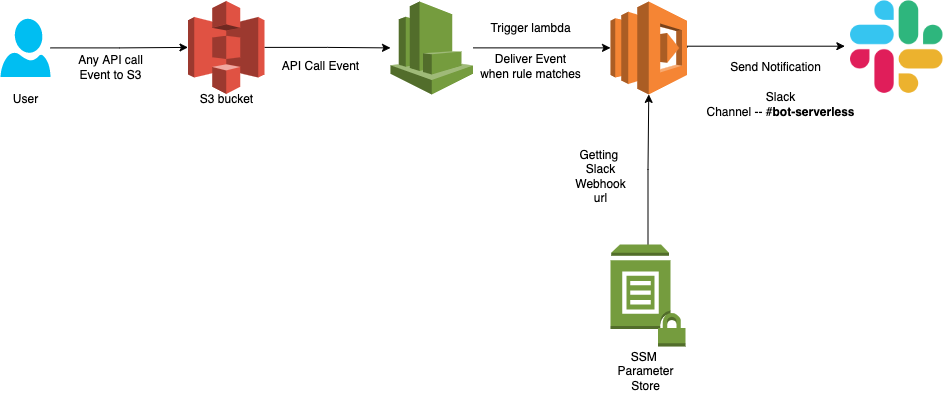 User
Any API call
Event to S3
S3 bucket
API Call Event
Trigger lambda
Deliver Event
when rule matches
Send Notification
Slack
Channel -- #bot-serverless
Getting
Slack
Webhook
url
SSM
Parameter
Store